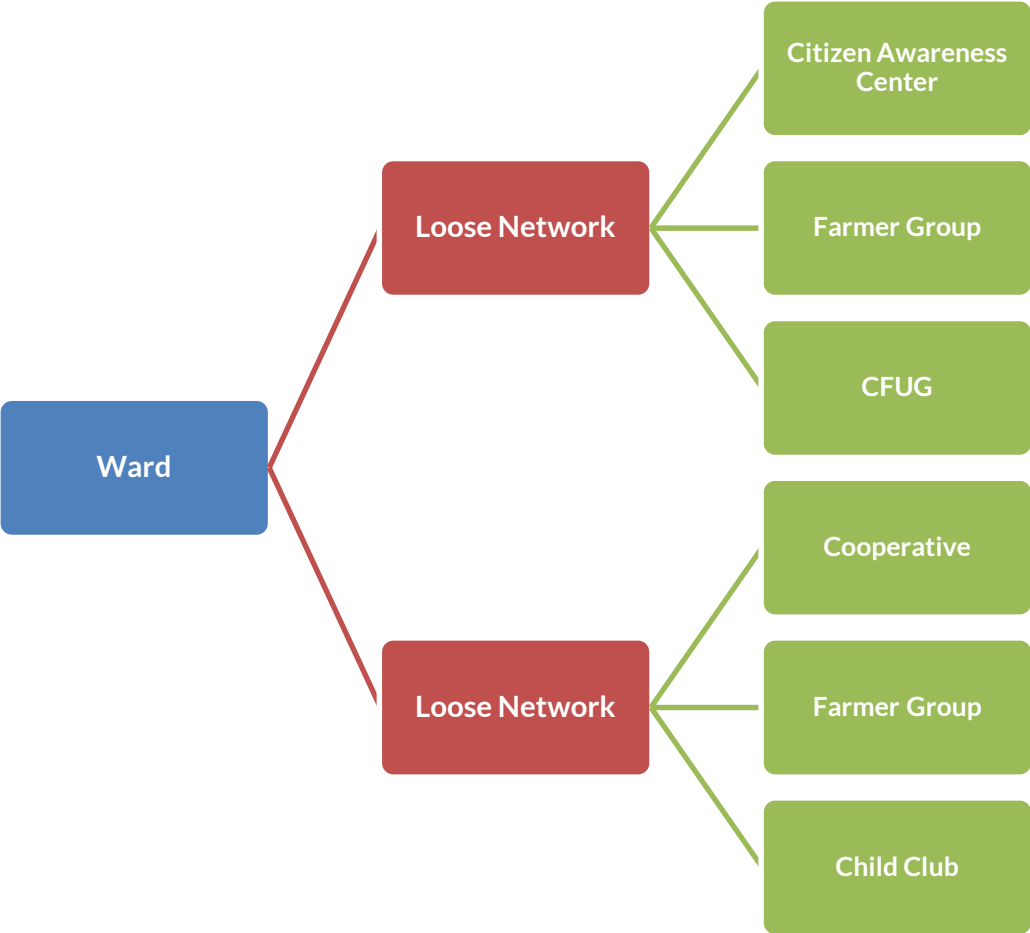 Citizen Awareness
Center
Loose Network
Farmer Group
CFUG
Ward
Cooperative
Loose Network
Farmer Group
Child Club